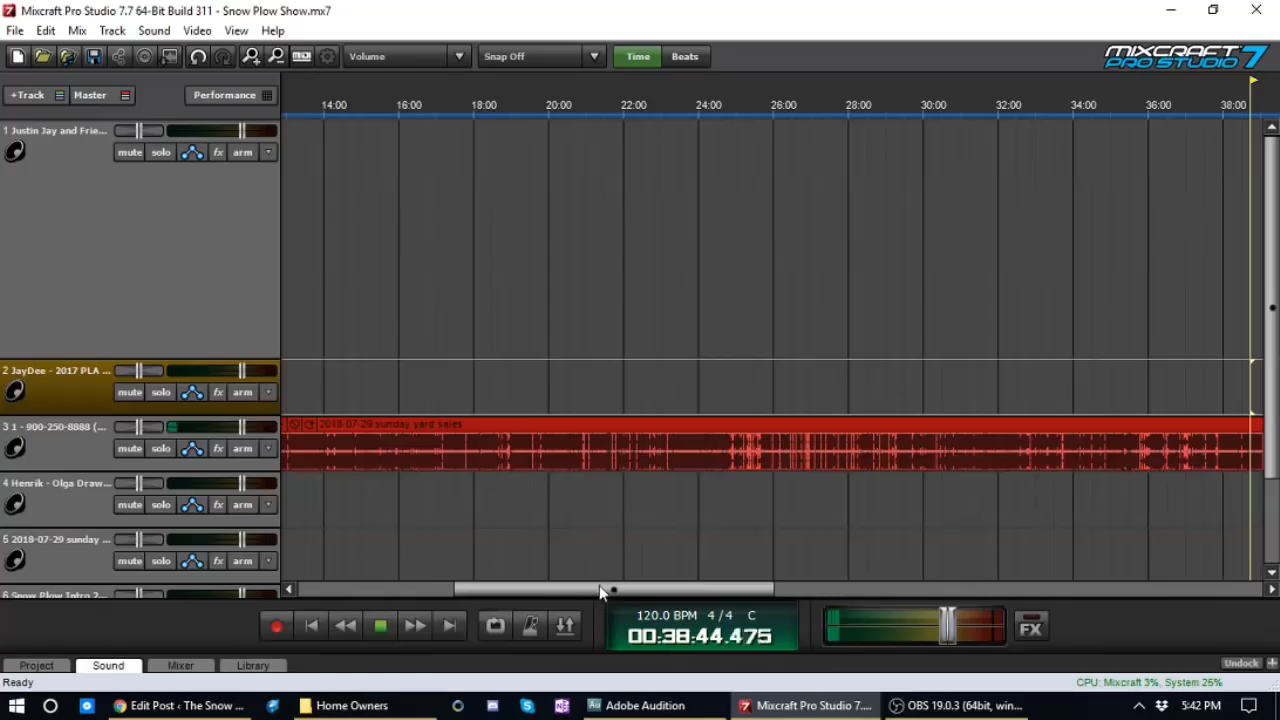 Mixcraft Pro Studio 7.7 64-Bit Build 311 - Snow Plow Show.mx7
File Edit Mix Track Sound Video View Help
Volume Snap Off Time Beats MIXCRAFT PRO STUDIO 7
+Track Master Performance 14:00 16:00 18:00 20:00 22:00 24:00 26:00 28:00 30:00 32:00 34:00 36:00 38:00
1 Justin Jay and Frie...
mute solo fx arm
2 JayDee - 2017 PLA ...
mute solo fx arm
3 1 - 900-250-8888 (... 2018-07-29 sunday yard sales
mute solo fx arm
4 Henrik - Olga Draw...
mute solo fx arm
5 2018-07-29 sunday ...
mute solo fx arm
6 Snow Plow Intro 2...
120.0 BPM 4 / 4 C
00:38:44.475 FX
Project Sound Mixer Library Undock
Ready CPU: Mixcraft 3%, System 25%
Edit Post ‹ The Snow ... Home Owners Adobe Audition Mixcraft Pro Studio 7.... OBS 19.0.3 (64bit, win... 5:42 PM